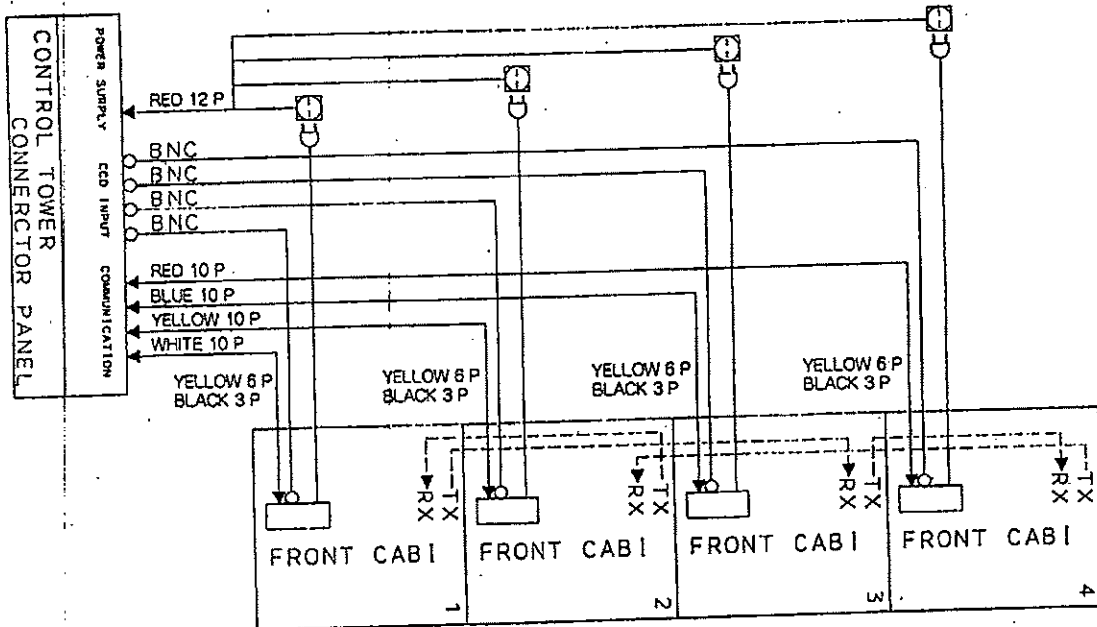 CONTROL TOWER
CONNERCTOR PANEL
POWER SUPPLY
CCD INPUT
COMMUNICATION
RED 12 P
BNC
BNC
BNC
BNC
RED 10 P
BLUE 10 P
YELLOW 10 P
WHITE 10 P
YELLOW 6 P
BLACK 3 P
YELLOW 6 P
BLACK 3 P
YELLOW 6 P
BLACK 3 P
YELLOW 6 P
BLACK 3 P
RX
TX
RX
TX
RX
TX
RX
TX
FRONT CABI
FRONT CABI
FRONT CABI
FRONT CABI
1
2
3
4